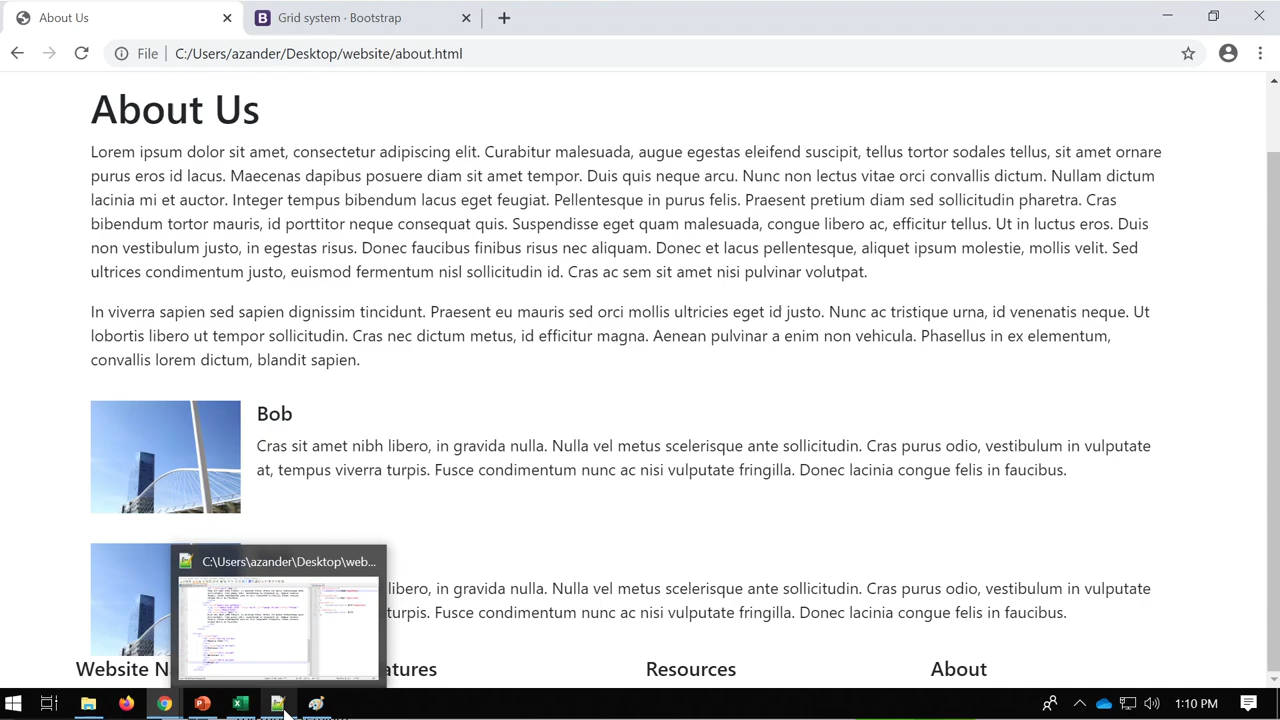 About Us
Grid system · Bootstrap
File
C:/Users/azander/Desktop/website/about.html
About Us
Lorem ipsum dolor sit amet, consectetur adipiscing elit. Curabitur malesuada, augue egestas eleifend suscipit, tellus tortor sodales tellus, sit amet ornare
purus eros id lacus. Maecenas dapibus posuere diam sit amet tempor. Duis quis neque arcu. Nunc non lectus vitae orci convallis dictum. Nullam dictum
lacinia mi et auctor. Integer tempus bibendum lacus eget feugiat. Pellentesque in purus felis. Praesent pretium diam sed sollicitudin pharetra. Cras
bibendum tortor mauris, id porttitor neque consequat quis. Suspendisse eget quam malesuada, congue libero ac, efficitur tellus. Ut in luctus eros. Duis
non vestibulum justo, in egestas risus. Donec faucibus finibus risus nec aliquam. Donec et lacus pellentesque, aliquet ipsum molestie, mollis velit. Sed
ultrices condimentum justo, euismod fermentum nisl sollicitudin id. Cras ac sem sit amet nisi pulvinar volutpat.
In viverra sapien sed sapien dignissim tincidunt. Praesent eu mauris sed orci mollis ultricies eget id justo. Nunc ac tristique urna, id venenatis neque. Ut
lobortis libero ut tempor sollicitudin. Cras nec dictum metus, id efficitur magna. Aenean pulvinar a enim non vehicula. Phasellus in ex elementum,
convallis lorem dictum, blandit sapien.
Bob
Cras sit amet nibh libero, in gravida nulla. Nulla vel metus scelerisque ante sollicitudin. Cras purus odio, vestibulum in vulputate
at, tempus viverra turpis. Fusce condimentum nunc ac nisi vulputate fringilla. Donec lacinia congue felis in faucibus.
C:\Users\azander\Desktop\web...
libero, in gravida nulla. Nulla vel metus scelerisque ante sollicitudin. Cras purus odio, vestibulum in vulputate
turpis. Fusce condimentum nunc ac nisi vulputate fringilla. Donec lacinia congue felis in faucibus.
Website N
atures
Resources
About
1:10 PM